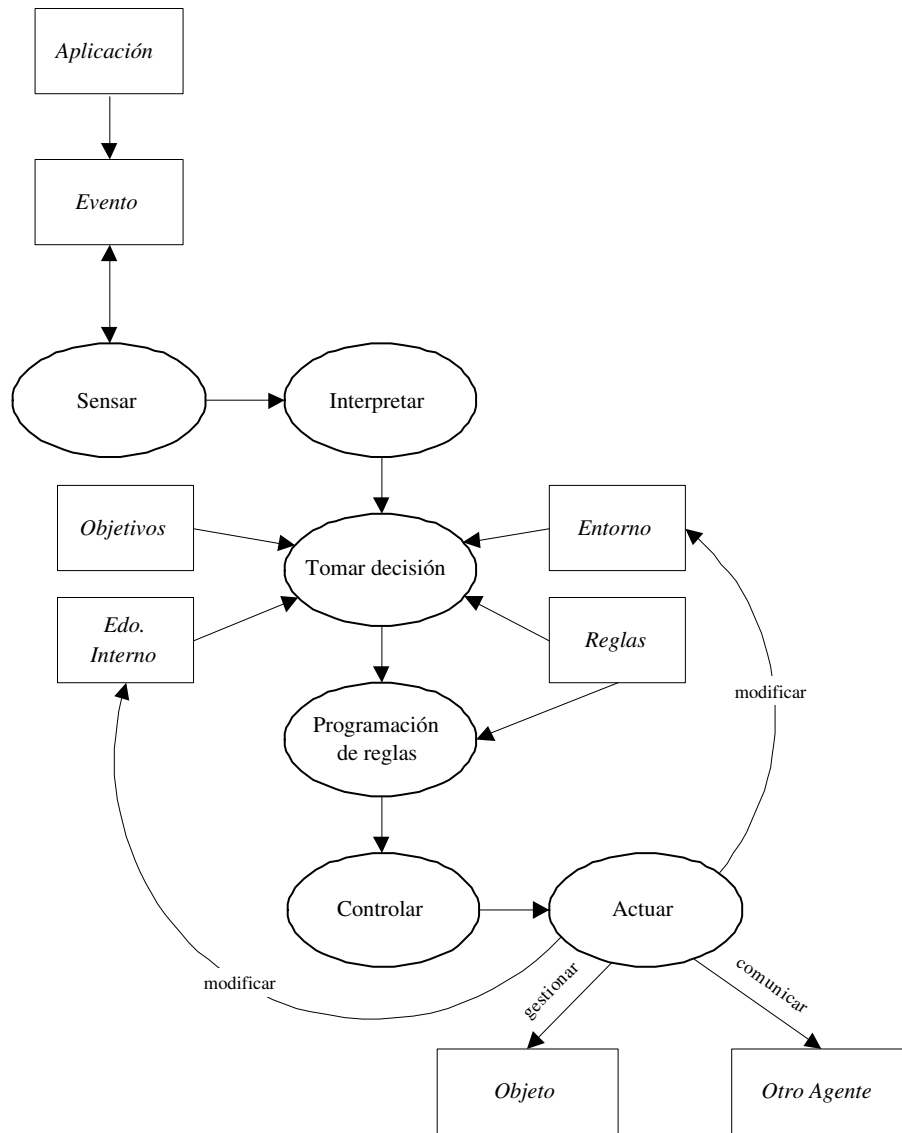 Aplicación
Evento
Sensar
Interpretar
Objetivos
Entorno
Tomar decisión
Edo.
Interno
Reglas
modificar
Programación
de reglas
Controlar
Actuar
modificar
gestionar
comunicar
Objeto
Otro Agente